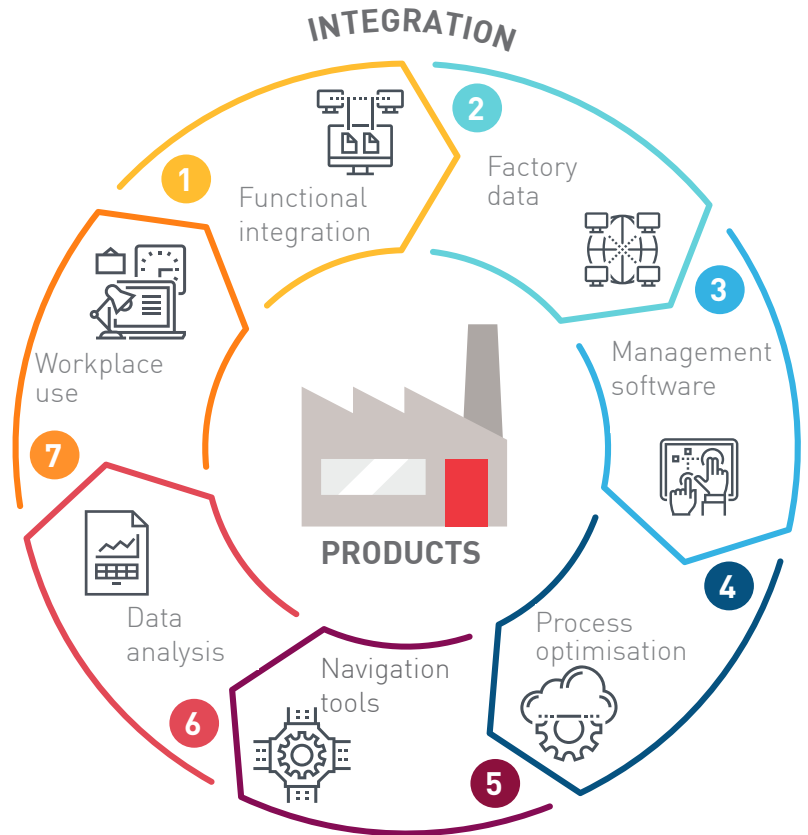 INTEGRATION
1
Functional
integration
2
Factory
data
3
Management
software
4
Process
optimisation
5
Navigation
tools
6
Data
analysis
7
Workplace
use
PRODUCTS